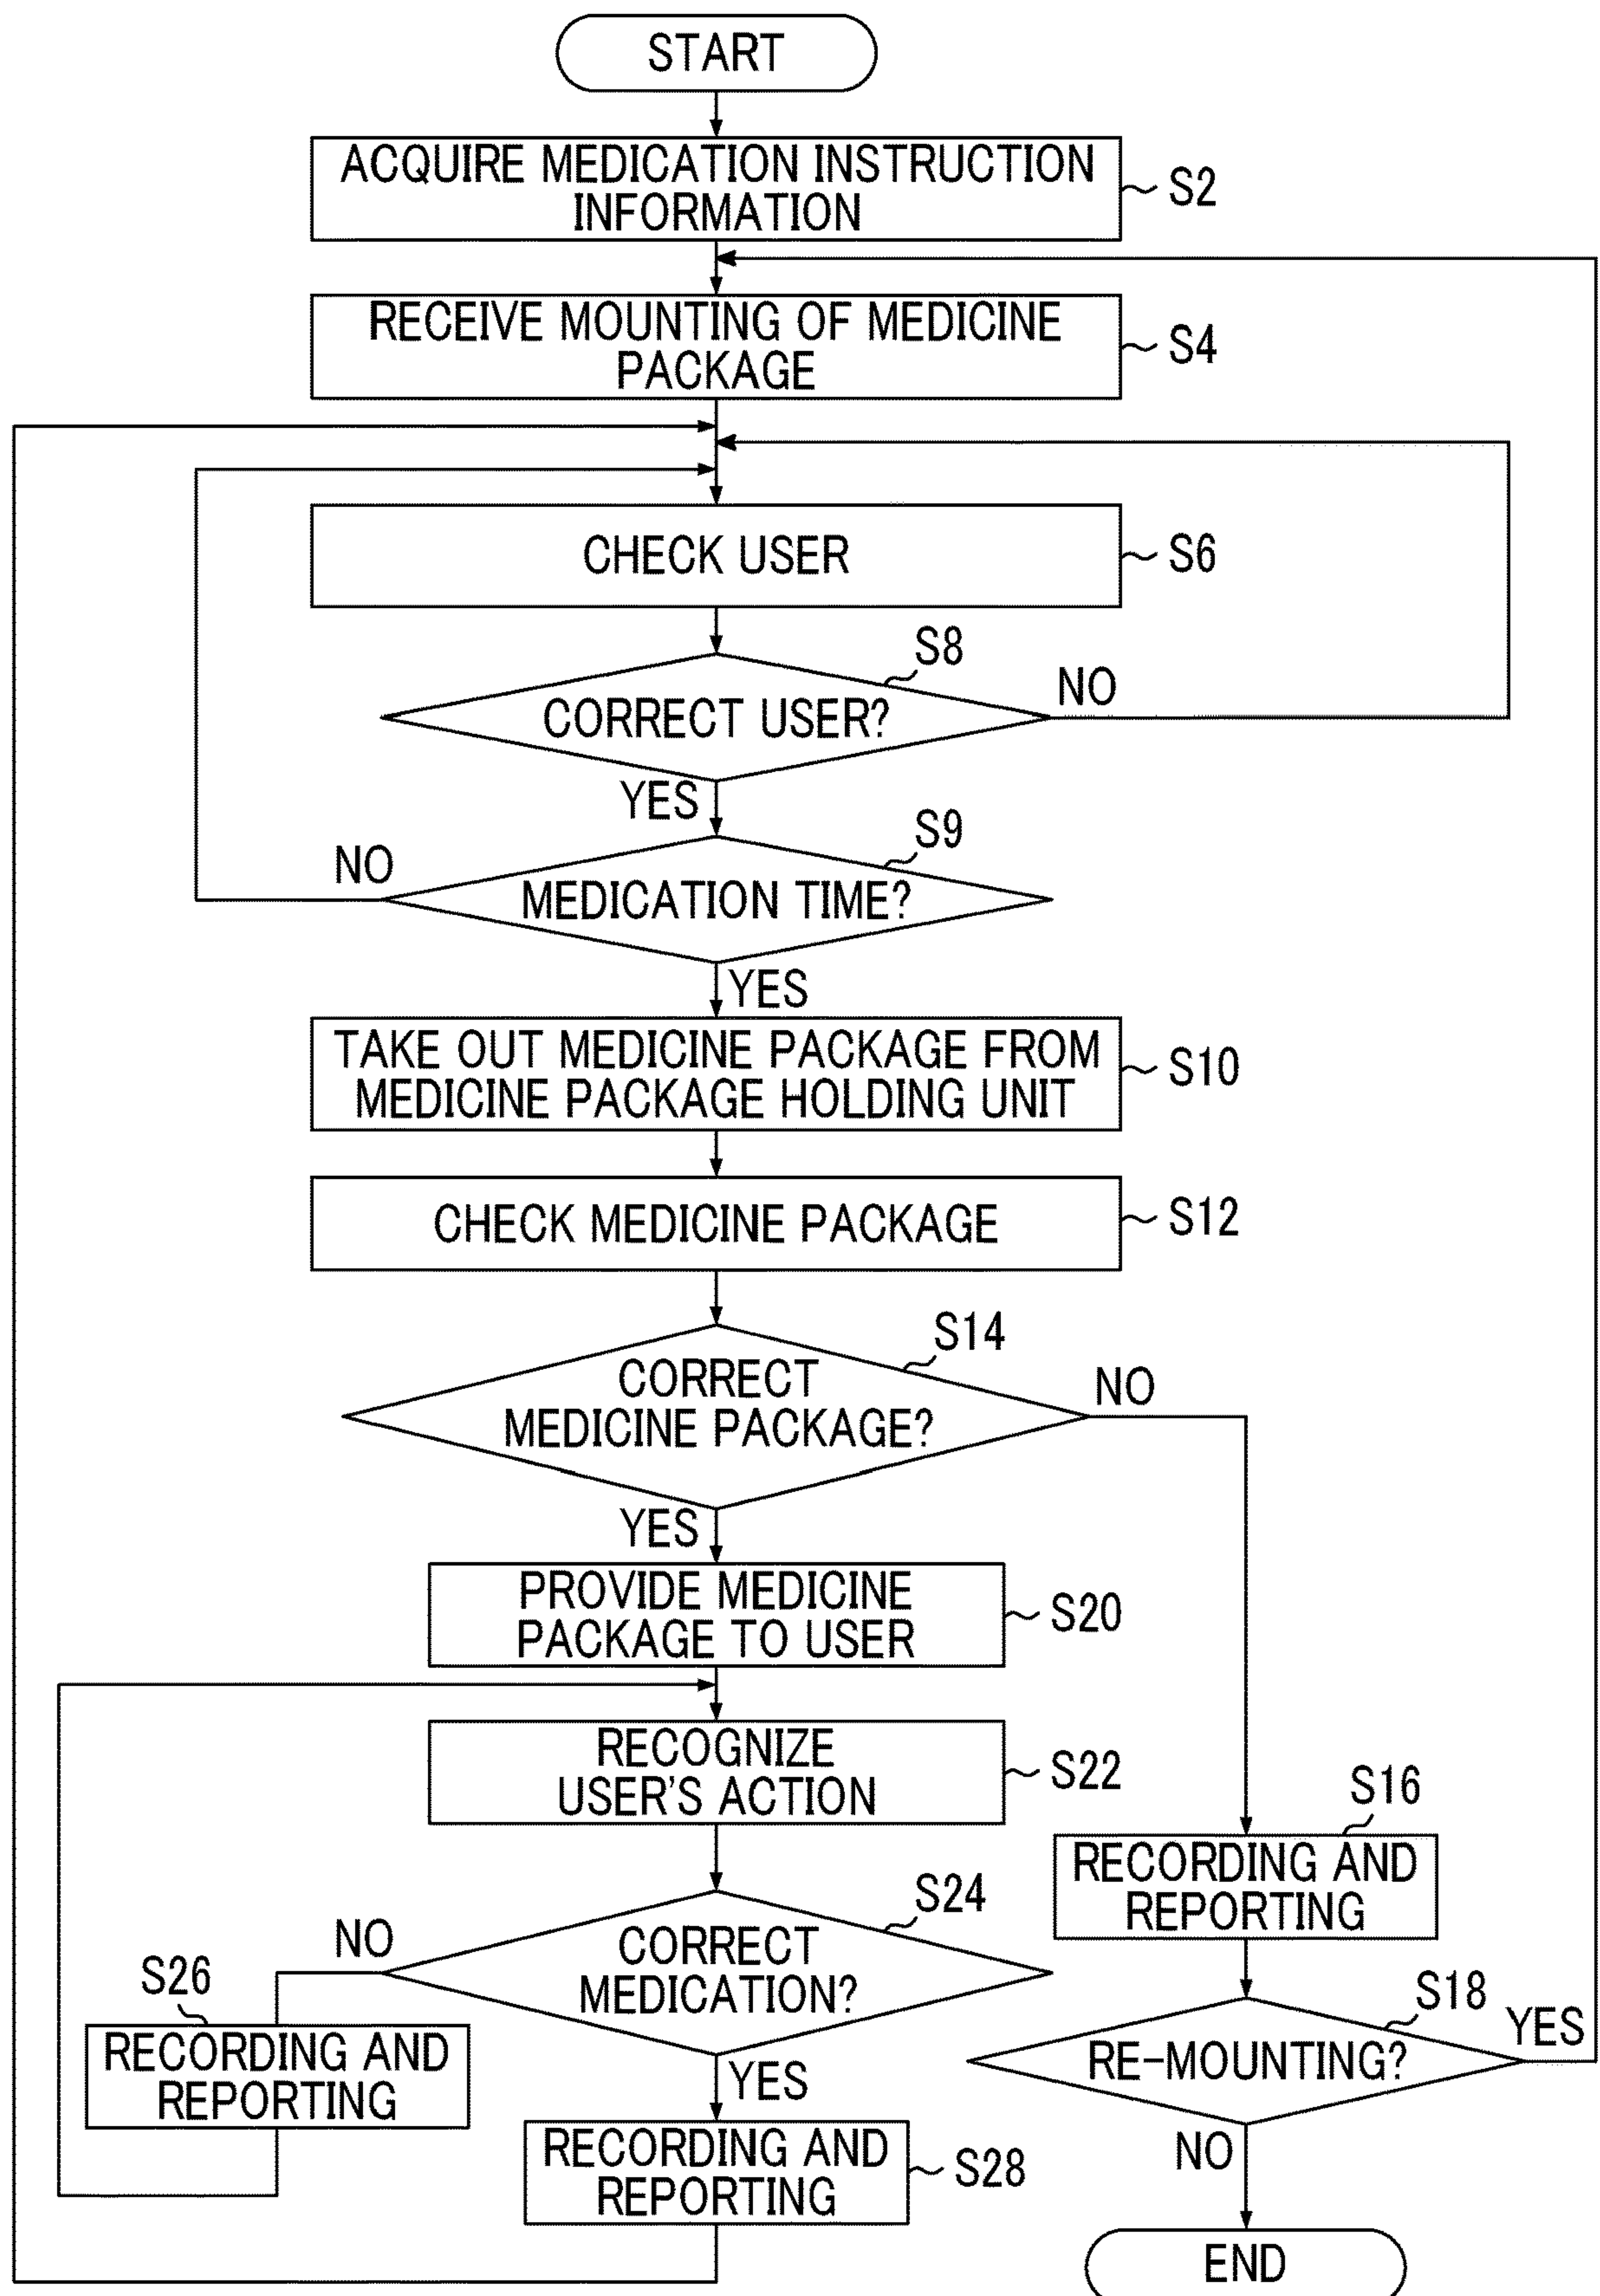 START
ACQUIRE MEDICATION INSTRUCTION
INFORMATION
S2
RECEIVE MOUNTING OF MEDICINE
PACKAGE
S4
CHECK USER
S6
S8
CORRECT USER?
NO
YES
S9
NO
MEDICATION TIME?
YES
TAKE OUT MEDICINE PACKAGE FROM
MEDICINE PACKAGE HOLDING UNIT
S10
CHECK MEDICINE PACKAGE
S12
S14
CORRECT
MEDICINE PACKAGE?
NO
YES
PROVIDE MEDICINE
PACKAGE TO USER
S20
RECOGNIZE
USER'S ACTION
S22
S16
RECORDING AND
REPORTING
S24
NO
CORRECT
MEDICATION?
S26
RECORDING AND
REPORTING
S18
YES
RE-MOUNTING?
YES
NO
RECORDING AND
REPORTING
S28
END